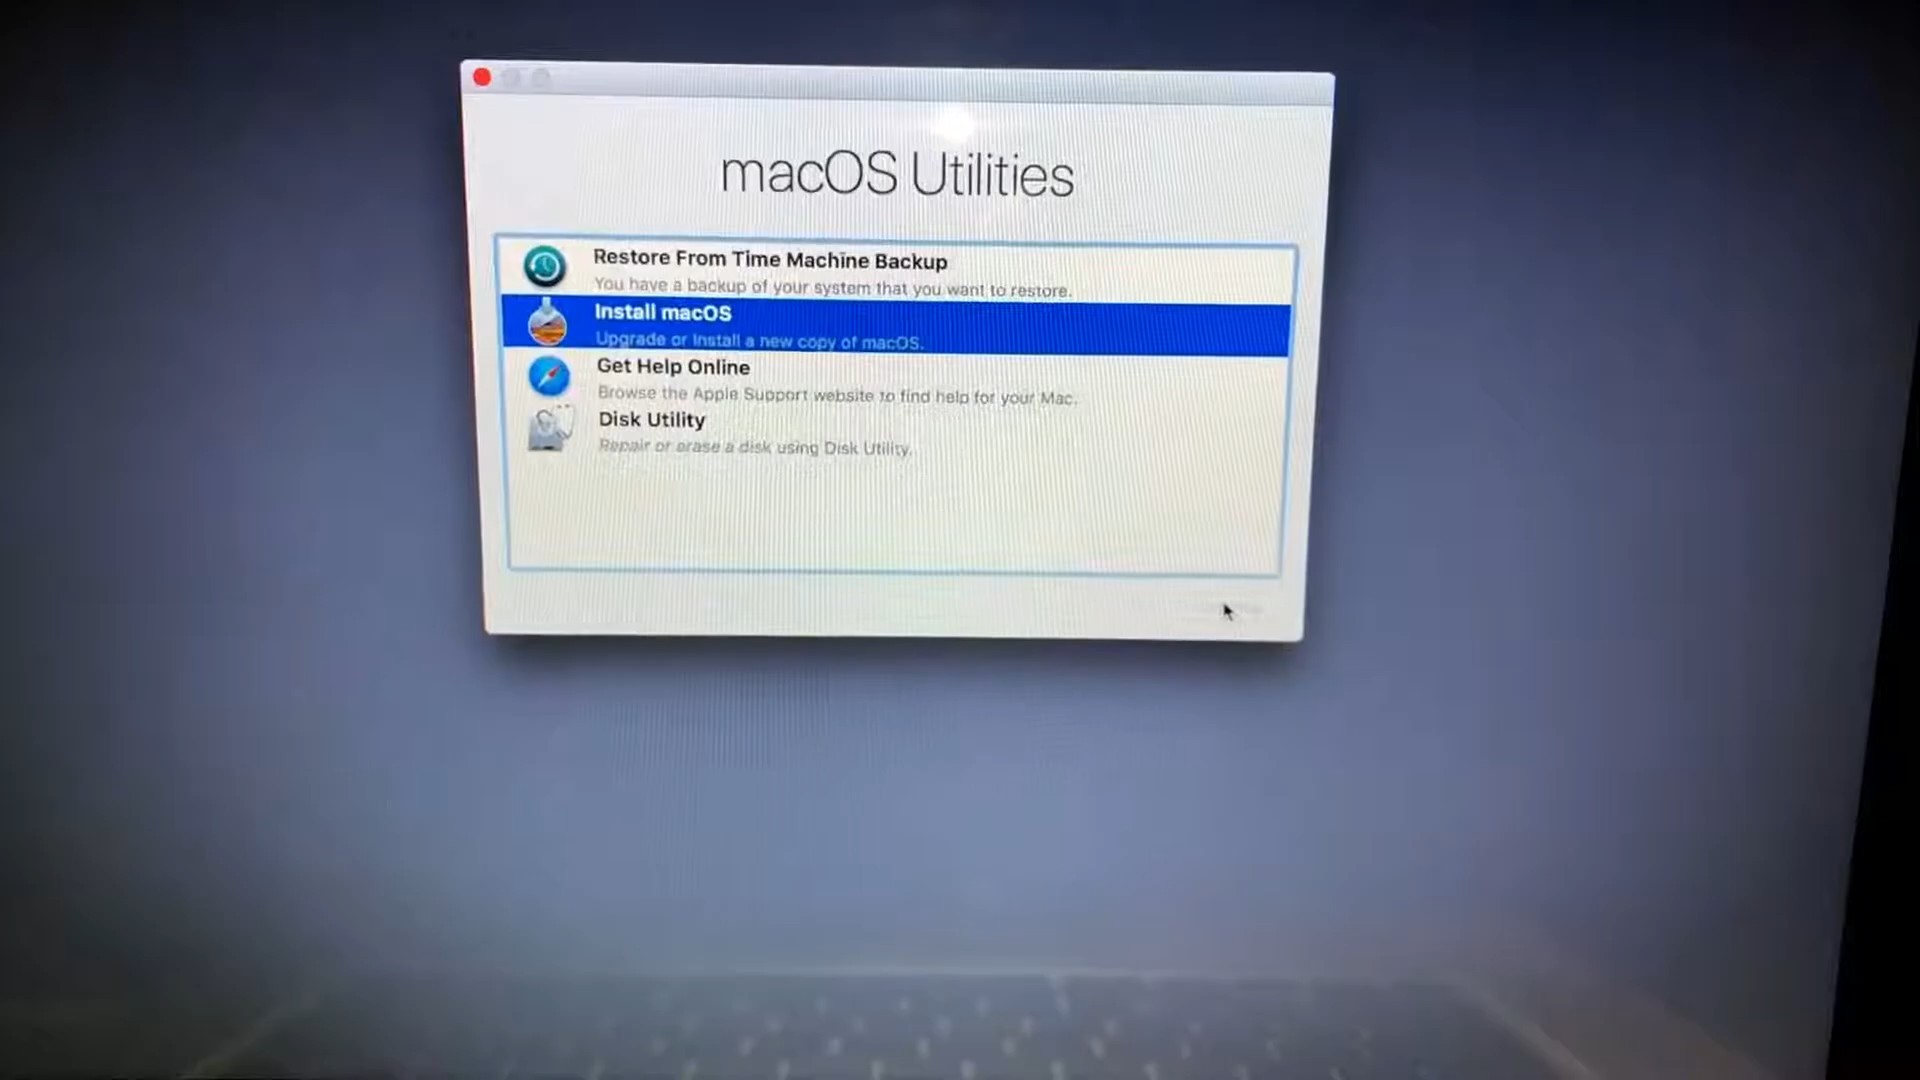 macOS Utilities
Restore From Time Machine Backup
You have a backup of your system that you want to restore.
Install macOS
Upgrade or Install a new copy of macOS.
Get Help Online
Browse the Apple Support website to find help for your Mac.
Disk Utility
Repair or erase a disk using Disk Utility.